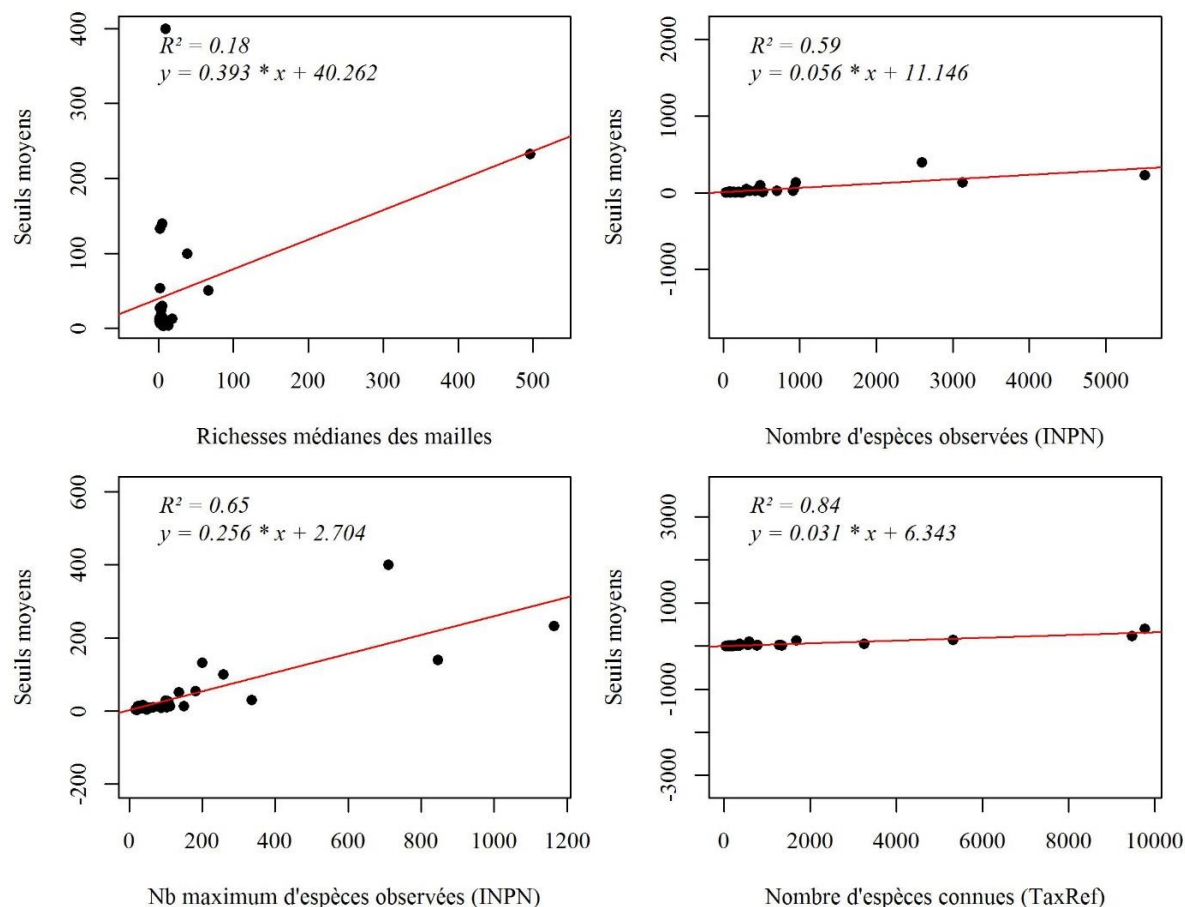 400
300
200
100
0
Seuils moyens
R² = 0.18
y = 0.393 * x + 40.262
0 100 200 300 400 500
Richesses médianes des mailles
2000
1000
0
-1000
Seuils moyens
R² = 0.59
y = 0.056 * x + 11.146
0 1000 2000 3000 4000 5000
Nombre d'espèces observées (INPN)
600
400
200
0
-200
Seuils moyens
R² = 0.65
y = 0.256 * x + 2.704
0 200 400 600 800 1000 1200
Nb maximum d'espèces observées (INPN)
3000
1000
0
-1000
-3000
Seuils moyens
R² = 0.84
y = 0.031 * x + 6.343
0 2000 4000 6000 8000 10000
Nombre d'espèces connues (TaxRef)